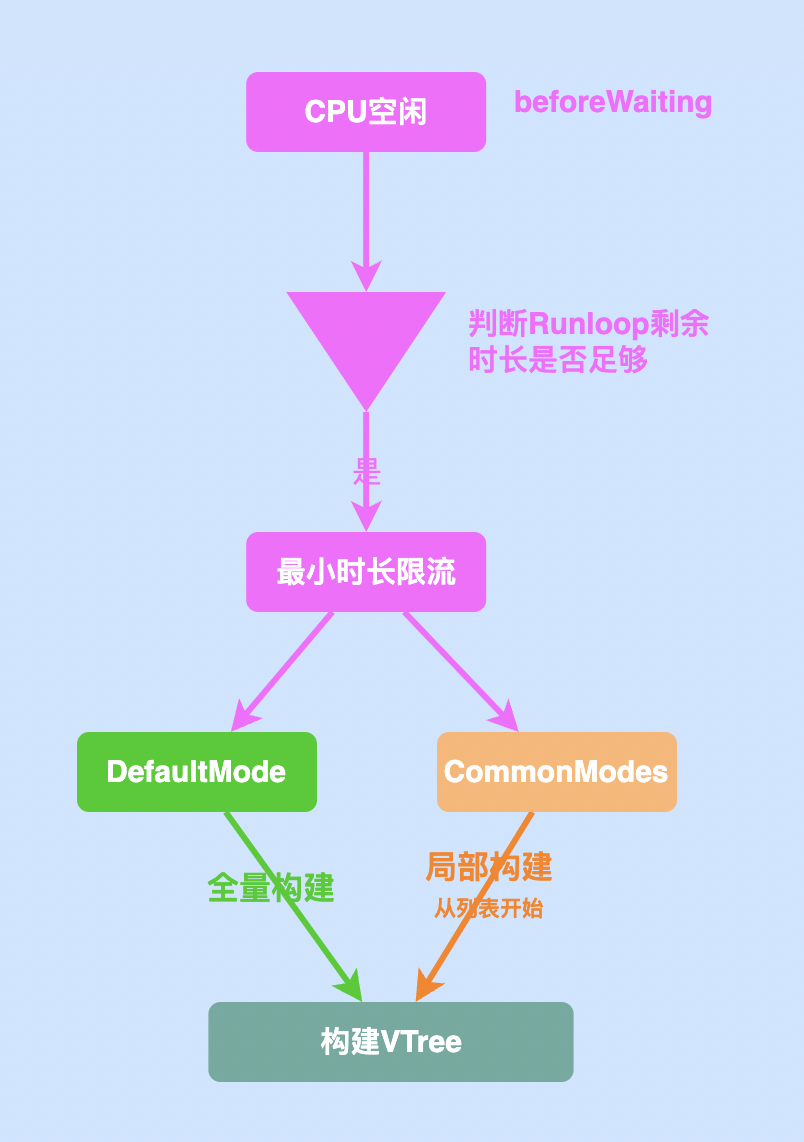 CPU空闲
beforeWaiting
判断Runloop剩余
时长是否足够
是
最小时长限流
DefaultMode
CommonModes
全量构建
局部构建
从列表开始
构建VTree